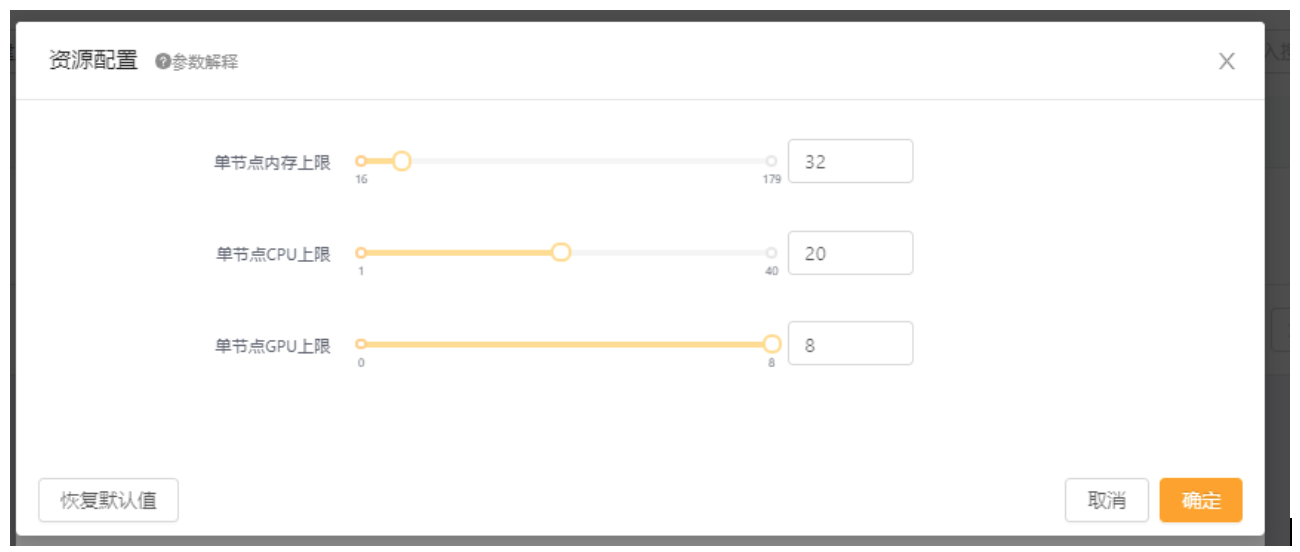 资源配置 ?参数解释
单节点内存上限 32
16 179
单节点CPU上限 20
1 40
单节点GPU上限 8
0 8
恢复默认值 取消 确定